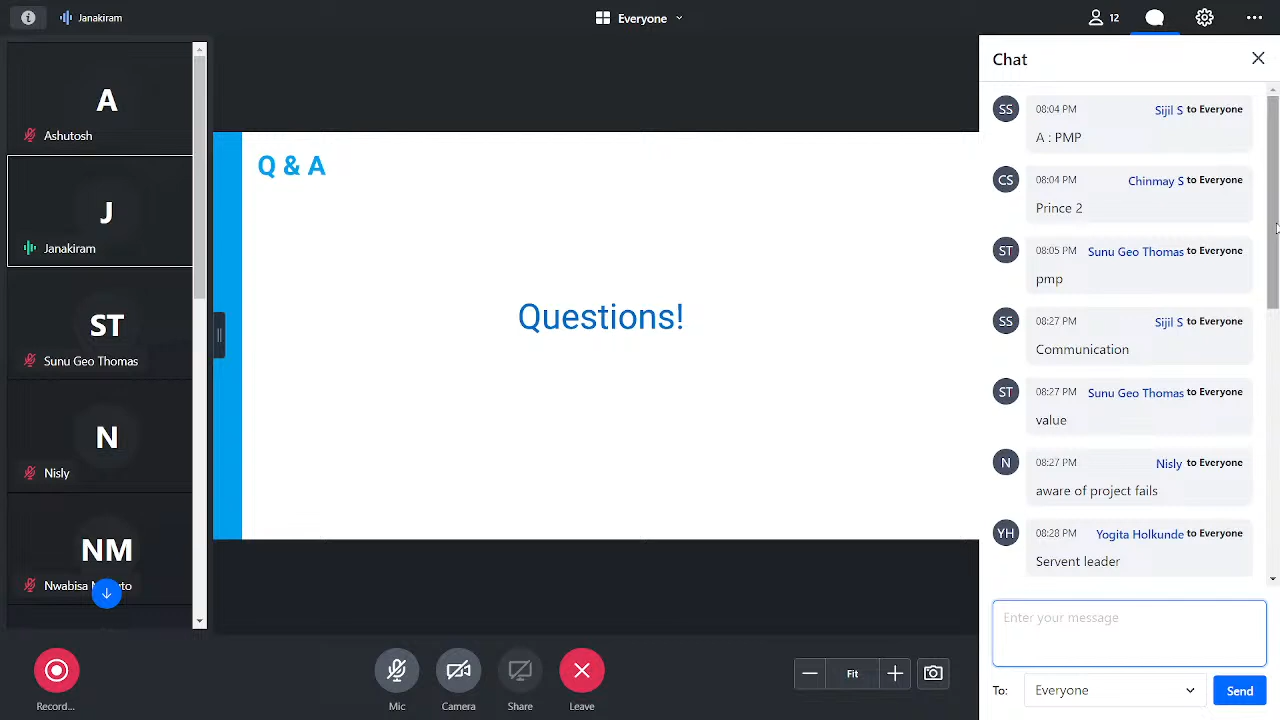 Janakiram
Everyone
12
A
Ashutosh
J
Janakiram
ST
Sunu Geo Thomas
N
Nisly
NM
Nwabisa
Q & A
Questions!
Chat
SS
08:04 PM Sijil S to Everyone
A : PMP
CS
08:04 PM Chinmay S to Everyone
Prince 2
ST
08:05 PM Sunu Geo Thomas to Everyone
pmp
SS
08:27 PM Sijil S to Everyone
Communication
ST
08:27 PM Sunu Geo Thomas to Everyone
value
N
08:27 PM Nisly to Everyone
aware of project fails
YH
08:28 PM Yogita Holkunde to Everyone
Servent leader
Enter your message
To: Everyone Send
Fit
Record...
Mic
Camera
Share
Leave